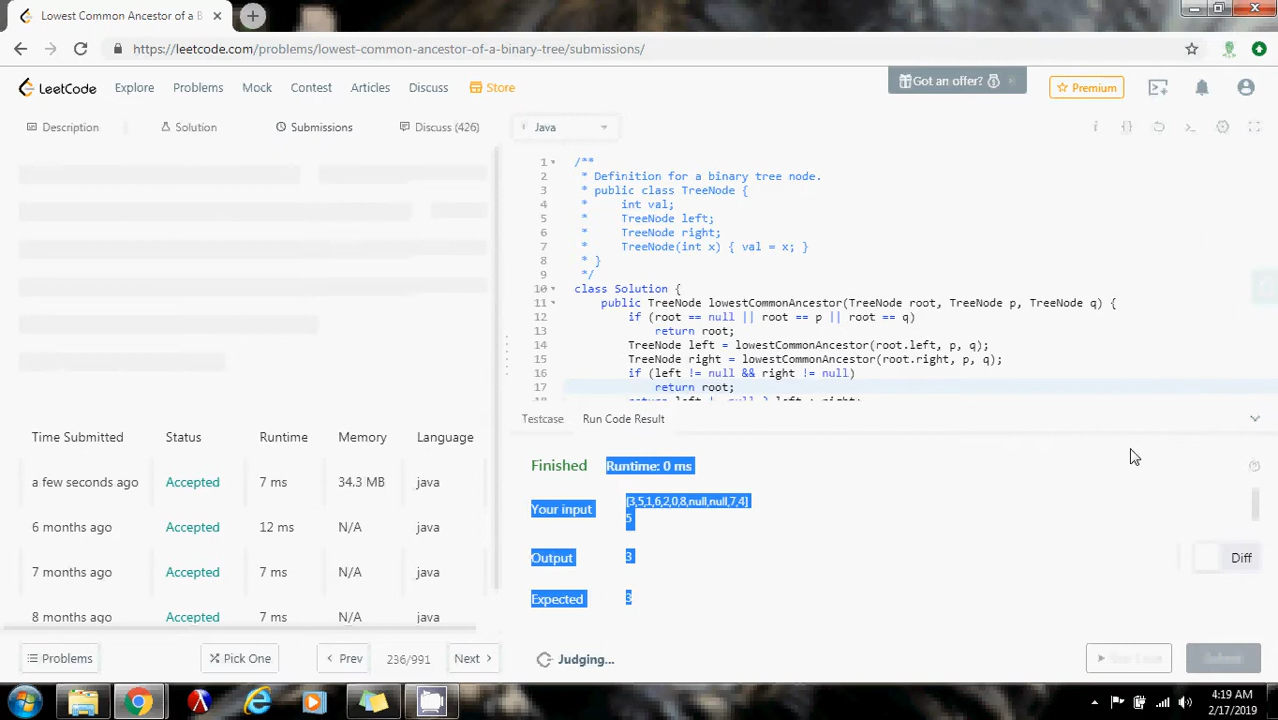 Lowest Common Ancestor of a B
https://leetcode.com/problems/lowest-common-ancestor-of-a-binary-tree/submissions/
LeetCode
Explore
Problems
Mock
Contest
Articles
Discuss
Store
Got an offer?
Premium
Description
Solution
Submissions
Discuss (426)
Java
1 /**
2 * Definition for a binary tree node.
3 * public class TreeNode {
4 *     int val;
5 *     TreeNode left;
6 *     TreeNode right;
7 *     TreeNode(int x) { val = x; }
8 * }
9 */
10 class Solution {
11     public TreeNode lowestCommonAncestor(TreeNode root, TreeNode p, TreeNode q) {
12         if (root == null || root == p || root == q)
13             return root;
14         TreeNode left = lowestCommonAncestor(root.left, p, q);
15         TreeNode right = lowestCommonAncestor(root.right, p, q);
16         if (left != null && right != null)
17             return root;
18         return left != null ? left : right;
Testcase
Run Code Result
Finished
Runtime: 0 ms
Your input
[3,5,1,6,2,0,8,null,null,7,4]
5
Output
3
Diff
Expected
3
Time Submitted Status Runtime Memory Language
a few seconds ago Accepted 7 ms 34.3 MB java
6 months ago Accepted 12 ms N/A java
7 months ago Accepted 7 ms N/A java
8 months ago Accepted 7 ms N/A java
Problems
Pick One
Prev
236/991
Next
Judging...
4:19 AM
2/17/2019